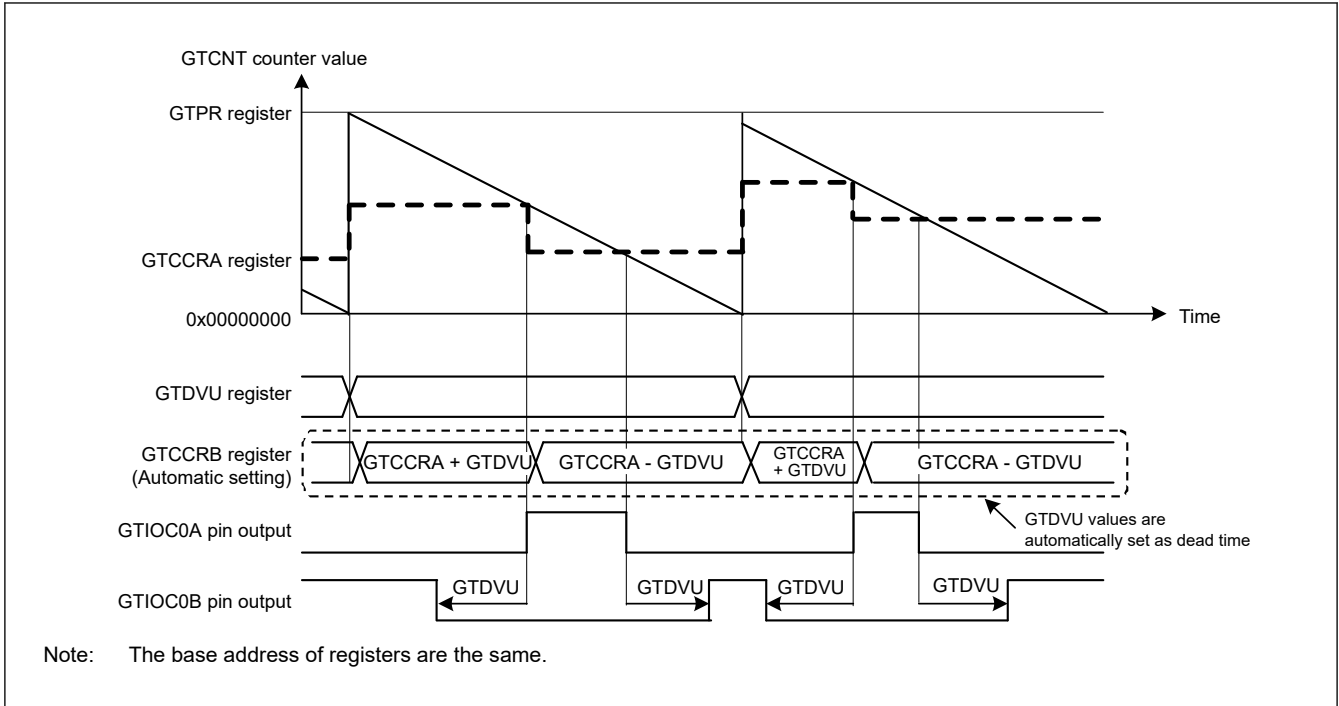 GTCNT counter value
GTPR register
GTCCRA register
0x00000000
Time
GTDVU register
GTCCRB register
(Automatic setting)
GTCCRA + GTDVU
GTCCRA - GTDVU
GTCCRA
+ GTDVU
GTCCRA - GTDVU
GTDVU values are
automatically set as dead time
GTIOC0A pin output
GTIOC0B pin output
GTDVU
GTDVU
GTDVU
GTDVU
Note: The base address of registers are the same.